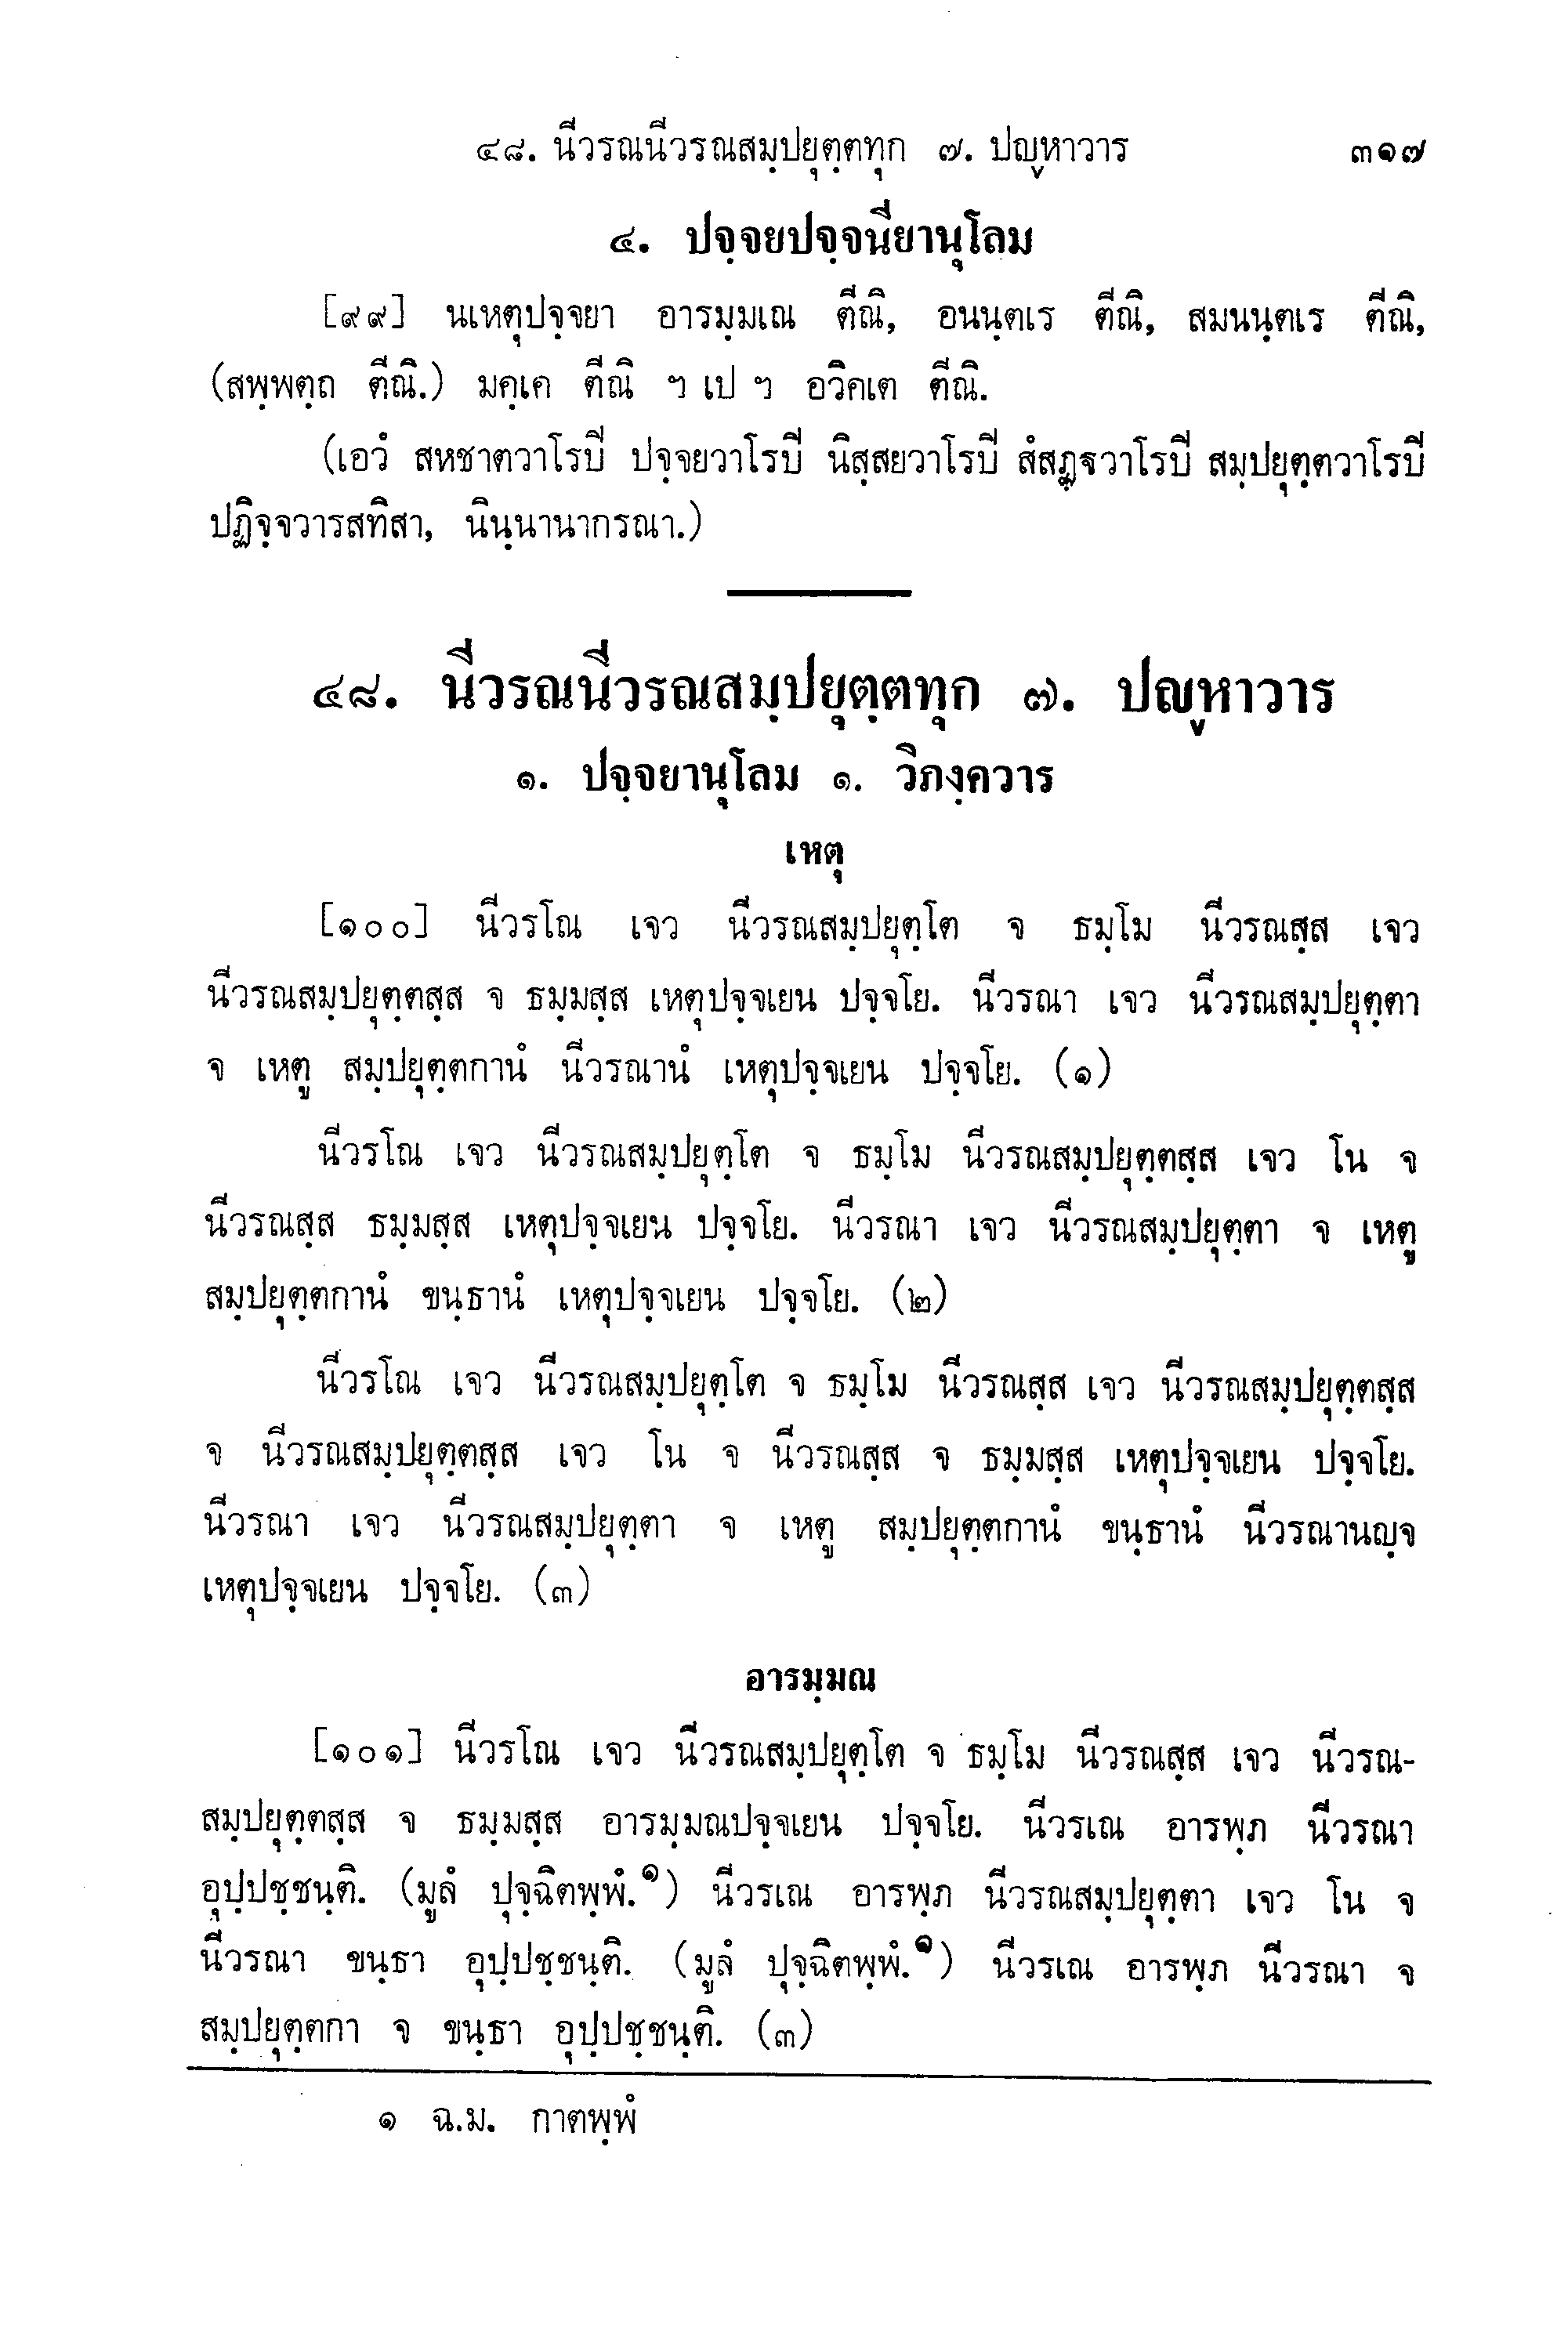 ๔๘. นีวรณนีวรณสมฺปยุตฺตทุก ๗. ปญฺหาวาร ๓๑๗
๔. ปจฺจยปจฺจนียานุโลม
[๙๙] นเหตุปจฺจยา อารมฺมเณ ตีณิ, อนนฺตเร ตีณิ, สมนนฺตเร ตีณิ,
(สพฺพตฺถ ตีณิ.) มคฺเค ตีณิ ฯ เป ฯ อวิคเต ตีณิ.
(เอวํ สหชาตวาโรปี ปจฺจยวาโรปี นิสฺสยวาโรปี สํสฏฺฐวาโรปี สมฺปยุตฺตวาโรปี
ปฏิจฺจวารสทิสา, นินฺนานากรณา.)
๔๘. นีวรณนีวรณสมฺปยุตฺตทุก ๗. ปญฺหาวาร
๑. ปจฺจยานุโลม ๑. วิภงฺควาร
เหตุ
[๑๐๐] นีวรโณ เจว นีวรณสมฺปยุตฺโต จ ธมฺโม นีวรณสฺส เจว
นีวรณสมฺปยุตฺตสฺส จ ธมฺมสฺส เหตุปจฺจเยน ปจฺจโย. นีวรณา เจว นีวรณสมฺปยุตฺตา
จ เหตู สมฺปยุตฺตกานํ นีวรณานํ เหตุปจฺจเยน ปจฺจโย. (๑)
นีวรโณ เจว นีวรณสมฺปยุตฺโต จ ธมฺโม นีวรณสมฺปยุตฺตสฺส เจว โน จ
นีวรณสฺส ธมฺมสฺส เหตุปจฺจเยน ปจฺจโย. นีวรณา เจว นีวรณสมฺปยุตฺตา จ เหตู
สมฺปยุตฺตกานํ ขนฺธานํ เหตุปจฺจเยน ปจฺจโย. (๒)
นีวรโณ เจว นีวรณสมฺปยุตฺโต จ ธมฺโม นีวรณสฺส เจว นีวรณสมฺปยุตฺตสฺส
จ นีวรณสมฺปยุตฺตสฺส เจว โน จ นีวรณสฺส จ ธมฺมสฺส เหตุปจฺจเยน ปจฺจโย.
นีวรณา เจว นีวรณสมฺปยุตฺตา จ เหตู สมฺปยุตฺตกานํ ขนฺธานํ นีวรณานญฺจ
เหตุปจฺจเยน ปจฺจโย. (๓)
อารมฺมณ
[๑๐๑] นีวรโณ เจว นีวรณสมฺปยุตฺโต จ ธมฺโม นีวรณสฺส เจว นีวรณ-
สมฺปยุตฺตสฺส จ ธมฺมสฺส อารมฺมณปจฺจเยน ปจฺจโย. นีวรเณ อารพฺภ นีวรณา
อุปฺปชฺชนฺติ. (มูลํ ปุจฺฉิตพฺพํ.๑) นีวรเณ อารพฺภ นีวรณสมฺปยุตฺตา เจว โน จ
นีวรณา ขนฺธา อุปฺปชฺชนฺติ. (มูลํ ปุจฺฉิตพฺพํ.๑) นีวรเณ อารพฺภ นีวรณา จ
สมฺปยุตฺตกา จ ขนฺธา อุปฺปชฺชนฺติ. (๓)
๑ ฉ.ม. กาตพฺพํ